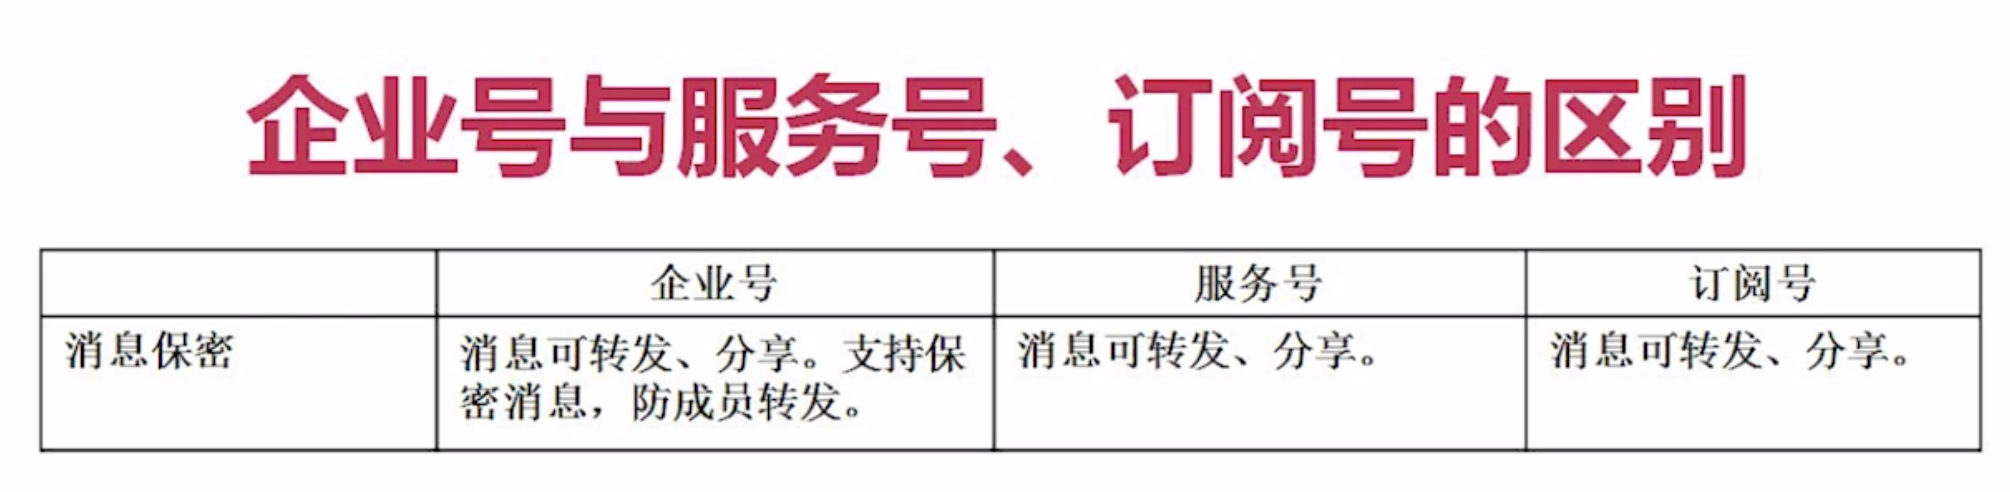 企业号与服务号、订阅号的区别
企业号 服务号 订阅号
消息保密 消息可转发、分享。支持保 消息可转发、分享。 消息可转发、分享。
密消息，防成员转发。